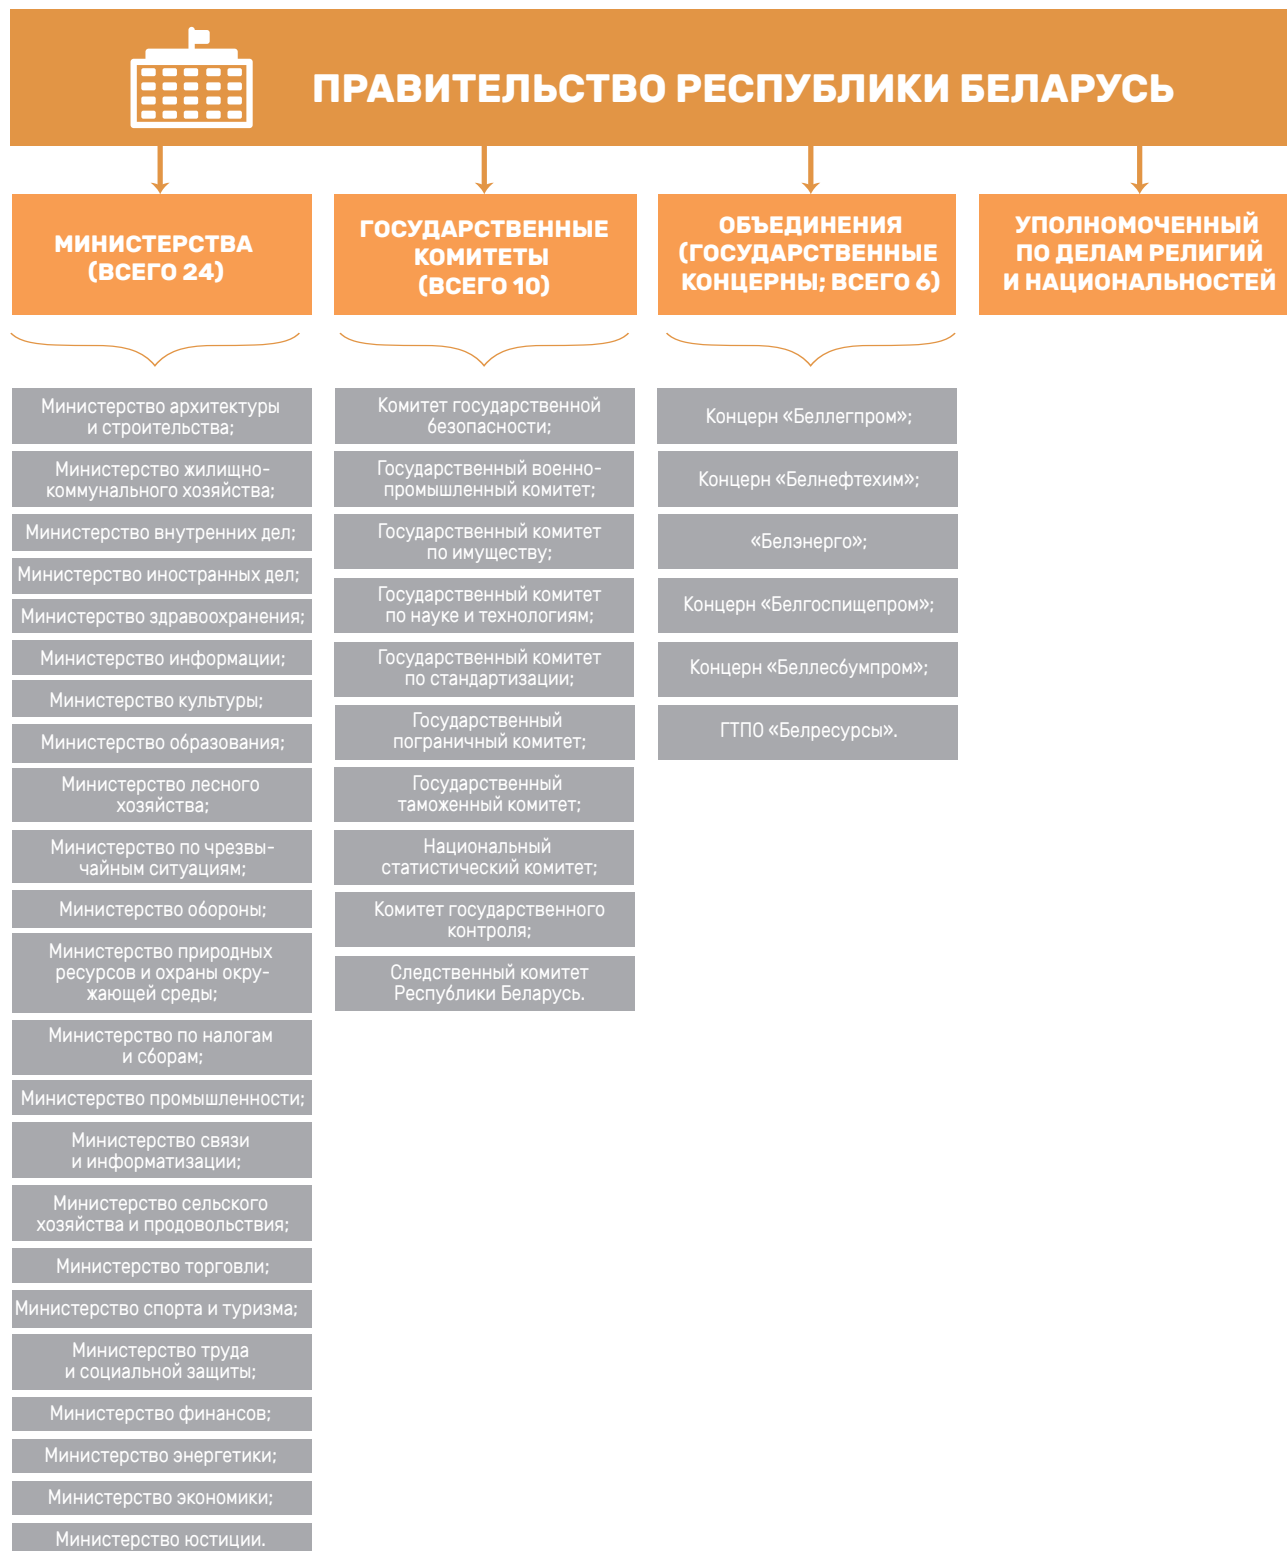 ПРАВИТЕЛЬСТВО РЕСПУБЛИКИ БЕЛАРУСЬ
МИНИСТЕРСТВА
(ВСЕГО 24)
Министерство архитектуры
и строительства;
Министерство жилищно-
коммунального хозяйства;
Министерство внутренних дел;
Министерство иностранных дел;
Министерство здравоохранения;
Министерство информации;
Министерство культуры;
Министерство образования;
Министерство лесного
хозяйства;
Министерство по чрезвы-
чайным ситуациям;
Министерство обороны;
Министерство природных
ресурсов и охраны окру-
жающей среды;
Министерство по налогам
и сборам;
Министерство промышленности;
Министерство связи
и информатизации;
Министерство сельского
хозяйства и продовольствия;
Министерство торговли;
Министерство спорта и туризма;
Министерство труда
и социальной защиты;
Министерство финансов;
Министерство энергетики;
Министерство экономики;
Министерство юстиции.
ГОСУДАРСТВЕННЫЕ
КОМИТЕТЫ
(ВСЕГО 10)
Комитет государственной
безопасности;
Государственный военно-
промышленный комитет;
Государственный комитет
по имуществу;
Государственный комитет
по науке и технологиям;
Государственный комитет
по стандартизации;
Государственный
пограничный комитет;
Государственный
таможенный комитет;
Национальный
статистический комитет;
Комитет государственного
контроля;
Следственный комитет
Республики Беларусь.
ОБЪЕДИНЕНИЯ
(ГОСУДАРСТВЕННЫЕ
КОНЦЕРНЫ; ВСЕГО 6)
Концерн «Беллегпром»;
Концерн «Белнефтехим»;
«Белэнерго»;
Концерн «Белгоспищепром»;
Концерн «Беллесбумпром»;
ГТПО «Белресурсы».
УПОЛНОМОЧЕННЫЙ
ПО ДЕЛАМ РЕЛИГИЙ
И НАЦИОНАЛЬНОСТЕЙ